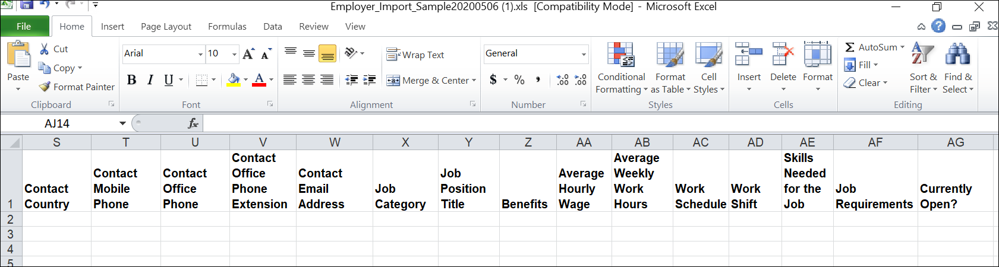 Employer_Import_Sample20200506 (1).xls [Compatibility Mode] - Microsoft Excel
File Home Insert Page Layout Formulas Data Review View
Paste
Cut
Copy
Format Painter
Clipboard
Arial 10
B I U A
Font
Wrap Text
Merge & Center
Alignment
General
$ % , .00 .0
Number
Conditional Formatting
Format as Table
Cell Styles
Styles
Insert Delete Format
Cells
Σ AutoSum
Fill
Clear
Sort & Filter
Find & Select
Editing
AJ14 fx
S T U V W X Y Z AA AB AC AD AE AF AG
1
Contact Country
Contact Mobile Phone
Contact Office Phone
Contact Office Phone Extension
Contact Email Address
Job Category
Job Position Title
Benefits
Average Hourly Wage
Average Weekly Work Hours
Work Schedule
Work Shift
Skills Needed for the Job
Job Requirements
Currently Open?
2
3
4
5